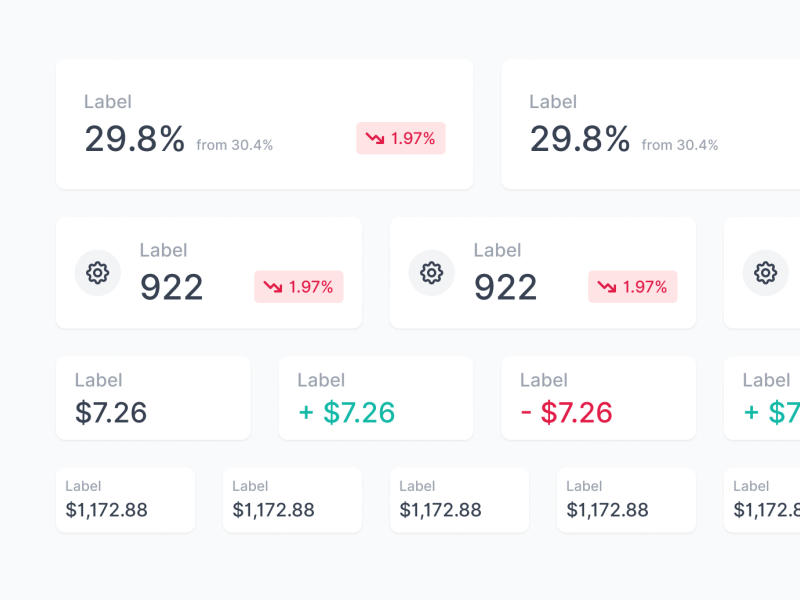 Label
29.8% from 30.4% 1.97%
Label
29.8% from 30.4%
Label
922 1.97%
Label
922 1.97%
Label
$7.26
Label
+ $7.26
Label
- $7.26
Label
+ $7
Label
$1,172.88
Label
$1,172.88
Label
$1,172.88
Label
$1,172.88
Label
$1,172.8